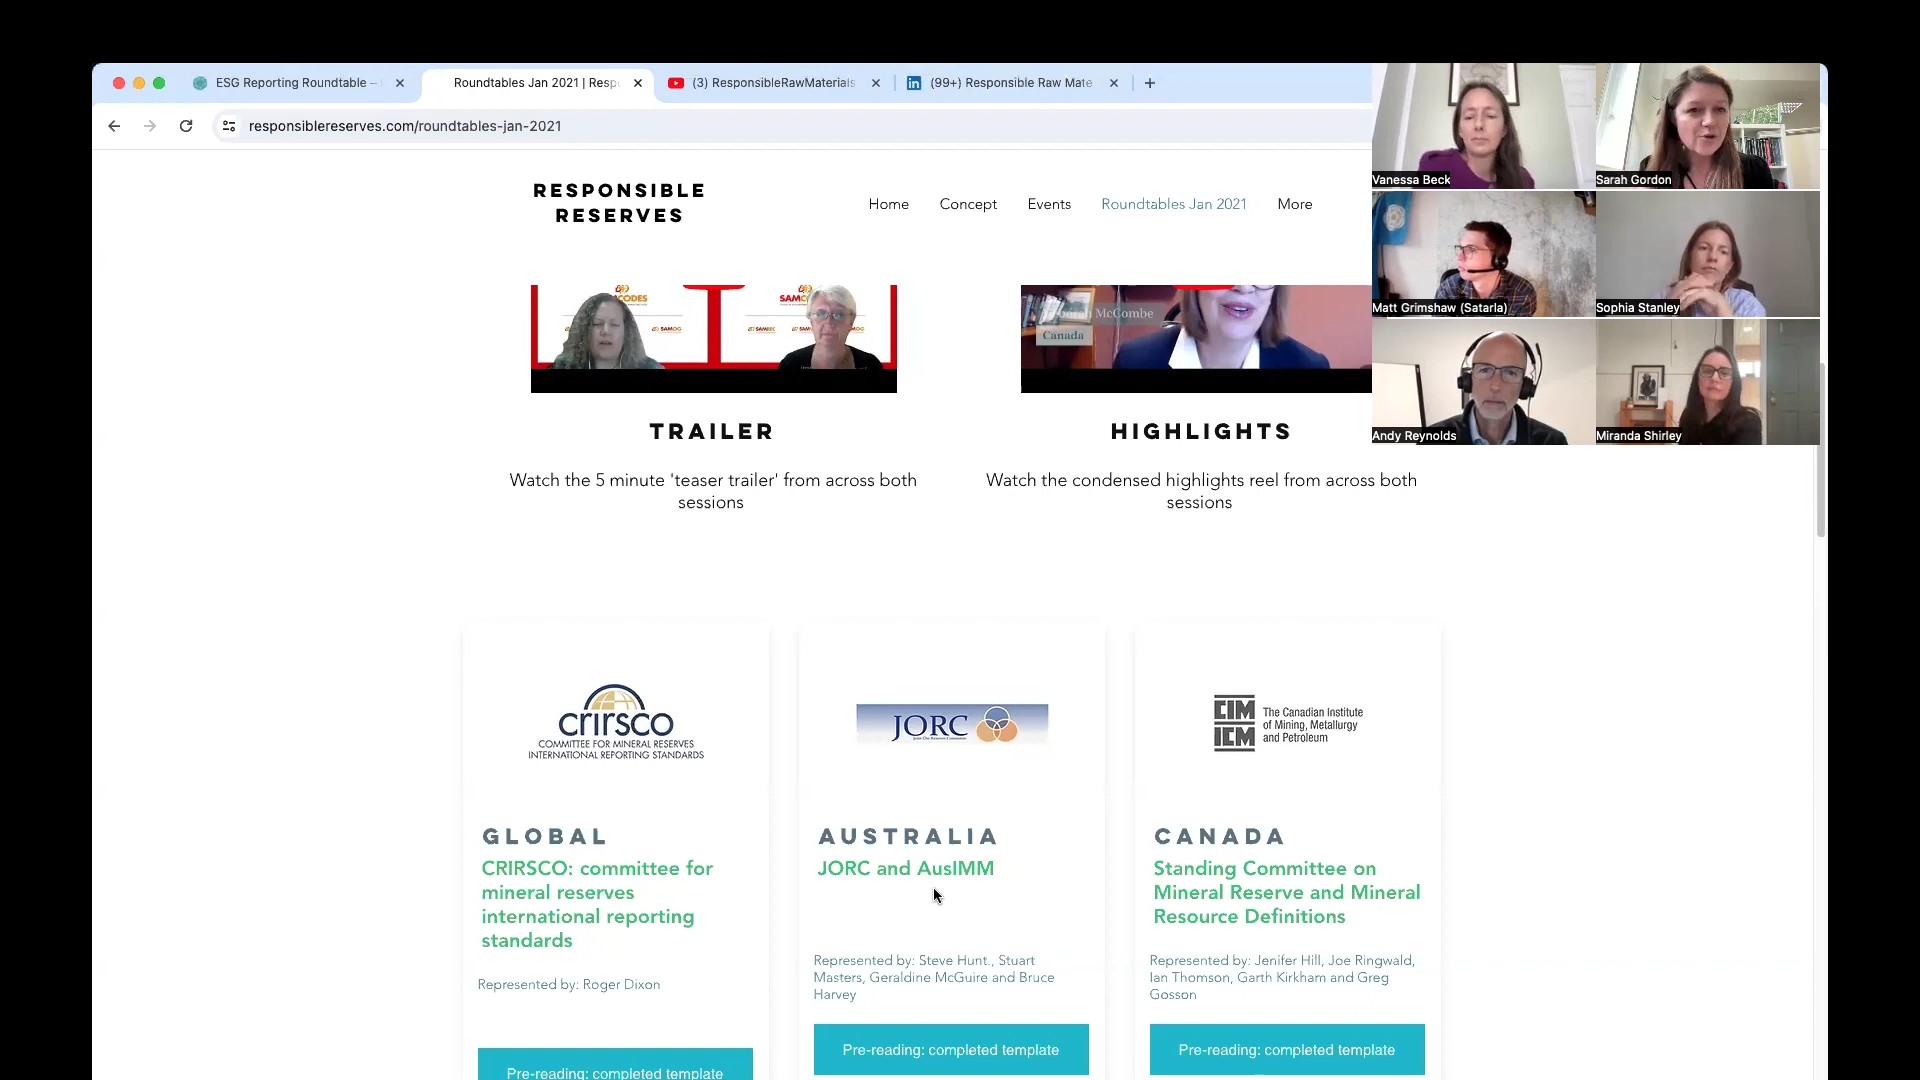 ESG Reporting Roundtable –
Roundtables Jan 2021 | Resp
(3) ResponsibleRawMaterials
(99+) Responsible Raw Mate
responsiblereserves.com/roundtables-jan-2021
RESPONSIBLE
RESERVES
Home
Concept
Events
Roundtables Jan 2021
More
Vanessa Beck
Sarah Gordon
Matt Grimshaw (Satarla)
Sophia Stanley
Andy Reynolds
Miranda Shirley
McCombe
Canada
TRAILER
Watch the 5 minute 'teaser trailer' from across both
sessions
HIGHLIGHTS
Watch the condensed highlights reel from across both
sessions
crirsco
COMMITTEE FOR MINERAL RESERVES
INTERNATIONAL REPORTING STANDARDS
GLOBAL
CRIRSCO: committee for
mineral reserves
international reporting
standards
Represented by: Roger Dixon
Pre-reading: completed template
JORC
AUSTRALIA
JORC and AusIMM
Represented by: Steve Hunt., Stuart
Masters, Geraldine McGuire and Bruce
Harvey
Pre-reading: completed template
CIM
ICM
The Canadian Institute
of Mining, Metallurgy
and Petroleum
CANADA
Standing Committee on
Mineral Reserve and Mineral
Resource Definitions
Represented by: Jenifer Hill, Joe Ringwald,
Ian Thomson, Garth Kirkham and Greg
Gosson
Pre-reading: completed template